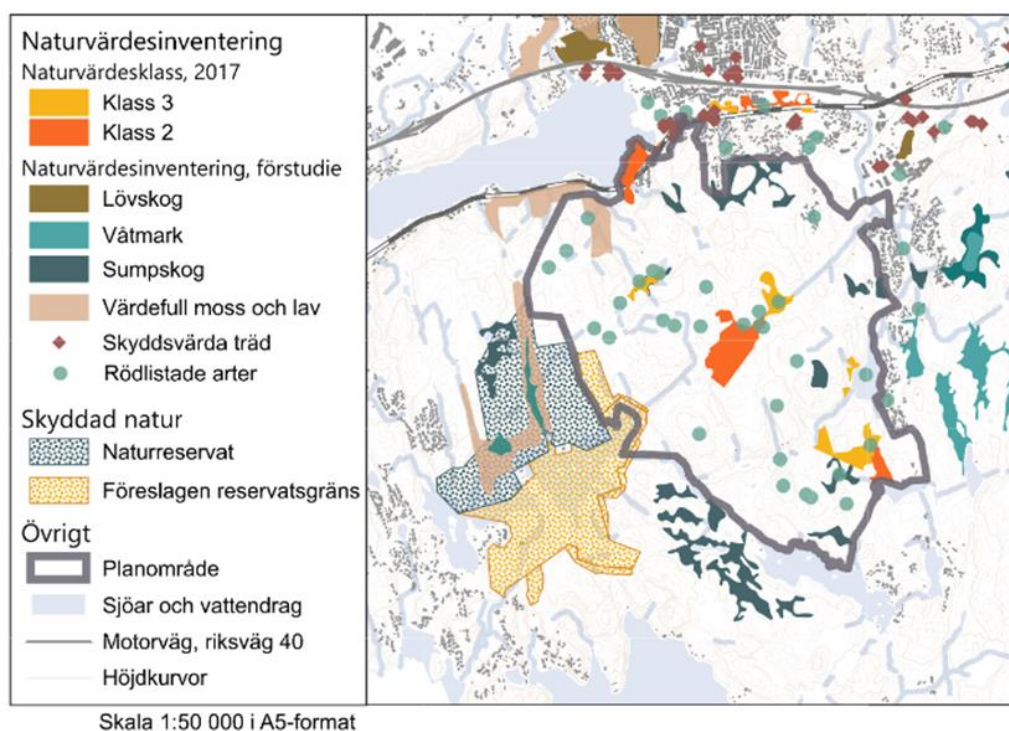 Naturvärdesinventering
Naturvärdesklass, 2017
Klass 3
Klass 2
Naturvärdesinventering, förstudie
Lövskog
Våtmark
Sumpskog
Värdefull moss och lav
Skyddsvärda träd
Rödlistade arter
Skyddad natur
Naturreservat
Föreslagen reservatsgräns
Övrigt
Planområde
Sjöar och vattendrag
Motorväg, riksväg 40
Höjdkurvor
Skala 1:50 000 i A5-format